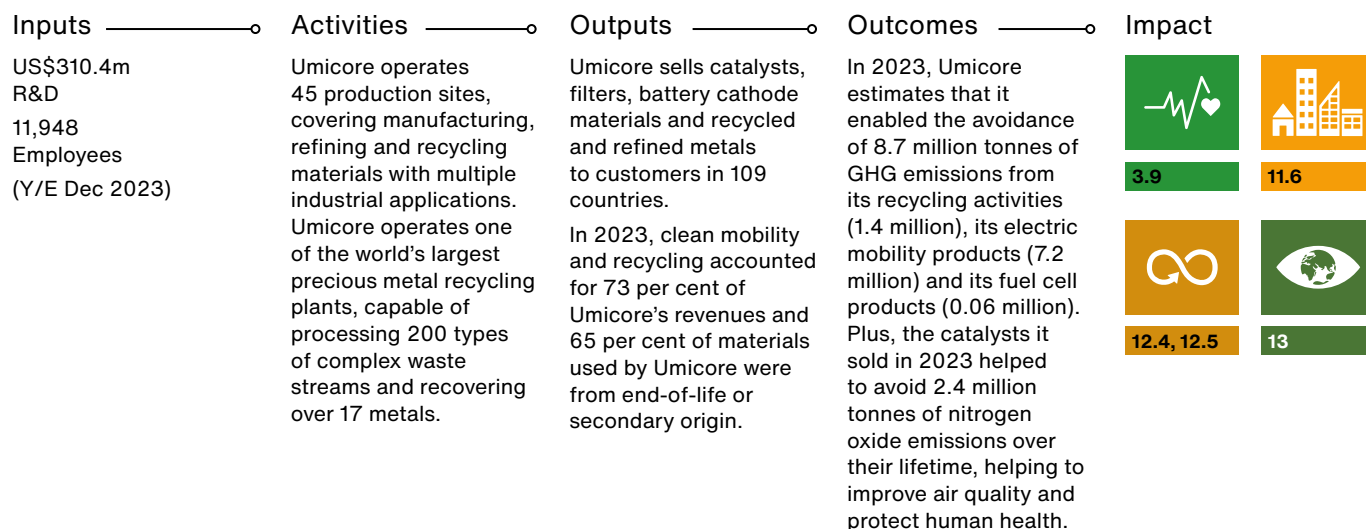 Inputs
US$310.4m
R&D
11,948
Employees
(Y/E Dec 2023)
Activities
Umicore operates
45 production sites,
covering manufacturing,
refining and recycling
materials with multiple
industrial applications.
Umicore operates one
of the world's largest
precious metal recycling
plants, capable of
processing 200 types
of complex waste
streams and recovering
over 17 metals.
Outputs
Umicore sells catalysts,
filters, battery cathode
materials and recycled
and refined metals
to customers in 109
countries.
In 2023, clean mobility
and recycling accounted
for 73 per cent of
Umicore's revenues and
65 per cent of materials
used by Umicore were
from end-of-life or
secondary origin.
Outcomes
In 2023, Umicore
estimates that it
enabled the avoidance
of 8.7 million tonnes of
GHG emissions from
its recycling activities
(1.4 million), its electric
mobility products (7.2
million) and its fuel cell
products (0.06 million).
Plus, the catalysts it
sold in 2023 helped
to avoid 2.4 million
tonnes of nitrogen
oxide emissions over
their lifetime, helping to
improve air quality and
protect human health.
Impact
3.9
11.6
12.4, 12.5
13